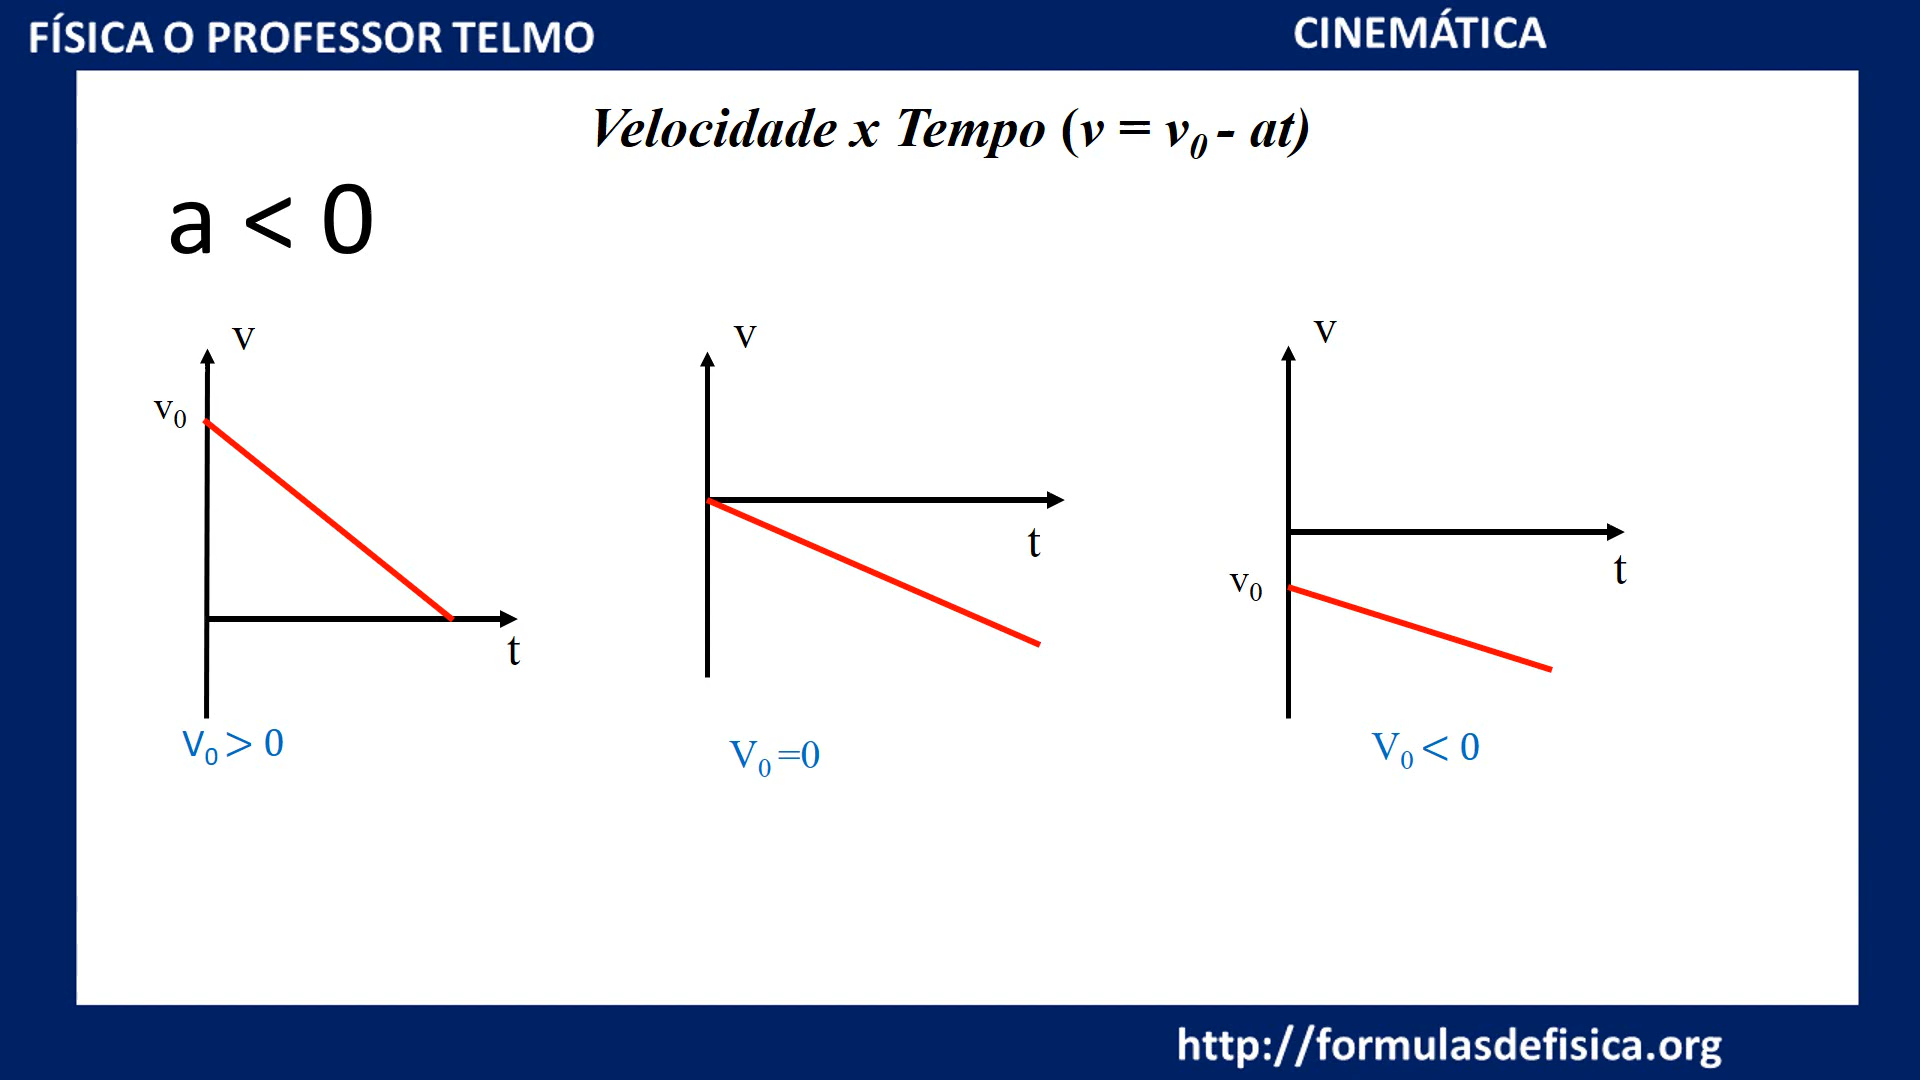 FÍSICA O PROFESSOR TELMO
CINEMÁTICA
Velocidade x Tempo (v = v₀ - at)
a < 0
v
v₀
t
V₀ > 0
v
t
V₀ =0
v
v₀
t
V₀ < 0
http://formulasdefisica.org